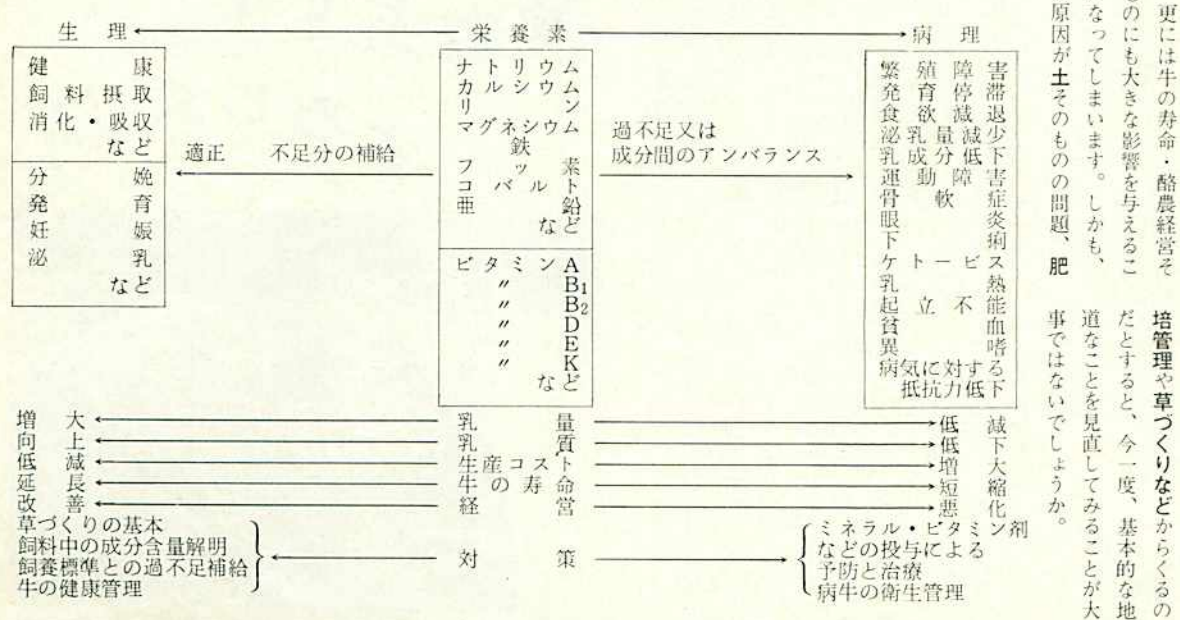 生理 栄養素 病理
健康
飼料摂取
消化・吸収
など
分娩
発育
妊娠
泌乳
など
適正 不足分の補給
ナトリウム
カルシウム
リン
マグネシウム
鉄
フッ素
コバルト
亜鉛
など
ビタミンA
〃 B1
〃 B2
〃 D
〃 E
〃 K
など
過不足又は
成分間のアンバランス
繁殖障害
発育停滞
食欲減退
泌乳量減少
乳成分低下
運動障害
骨軟症
眼炎
下痢
ケトービス
乳熱
起立不能
貧血
異嗜
病気に対する
抵抗力低下
増大 乳量 低減
向上 乳質 低下
低減 生産コスト 増大
延長 牛の寿命 短縮
改善 経営 悪化
草づくりの基本
飼料中の成分含量解明
飼養標準との過不足補給
牛の健康管理
対策
ミネラル・ビタミン剤
などの投与による
予防と治療
病牛の衛生管理
更には牛の寿命・酪農経営そ
のにも大きな影響を与えるこ
なってしまいます。しかも、
原因が土そのものの問題、肥
培管理や草づくりなどからくるの
だとすると、今一度、基本的な地
道なことを見直してみることが大
事ではないでしょうか。